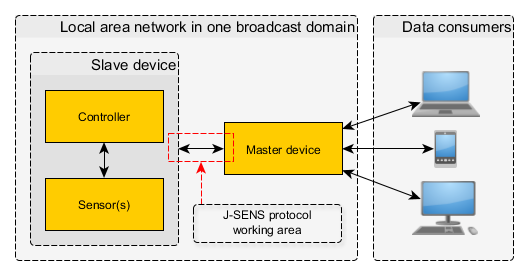 Local area network in one broadcast domain
Data consumers
Slave device
Controller
Master device
Sensor(s)
J-SENS protocol
working area